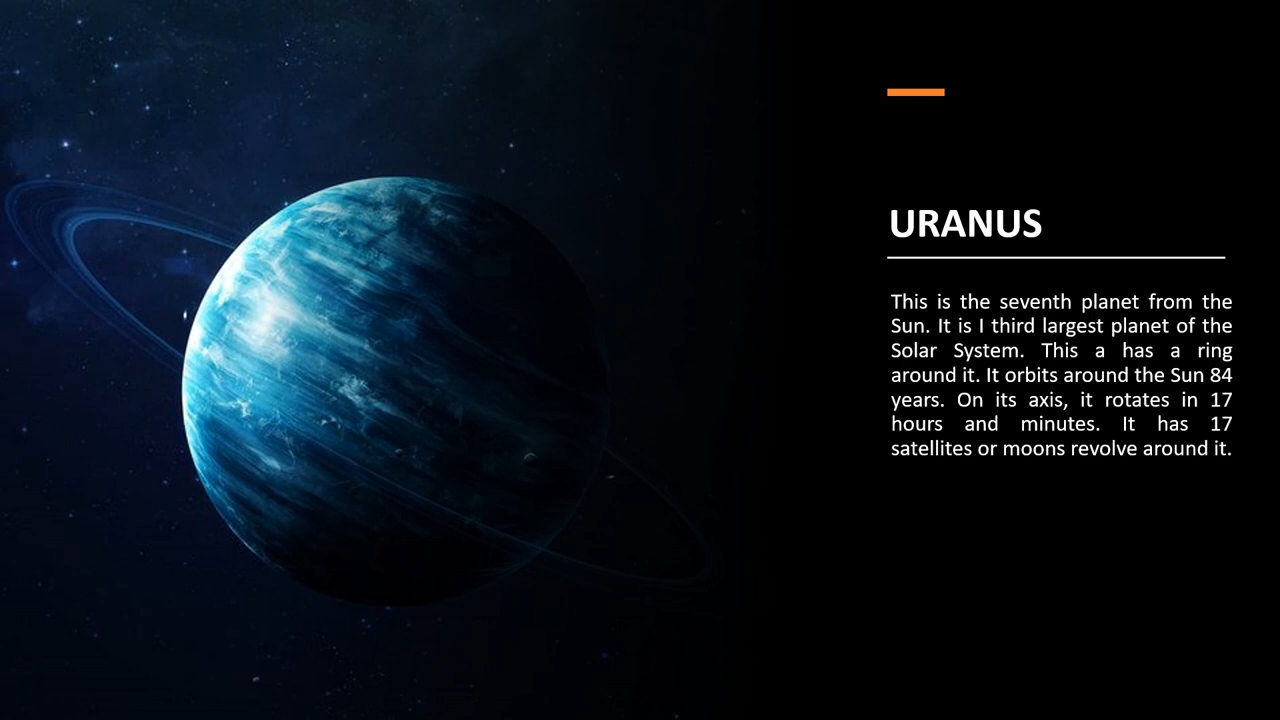 URANUS
This is the seventh planet from the
Sun. It is I third largest planet of the
Solar System. This a has a ring
around it. It orbits around the Sun 84
years. On its axis, it rotates in 17
hours and minutes. It has 17
satellites or moons revolve around it.